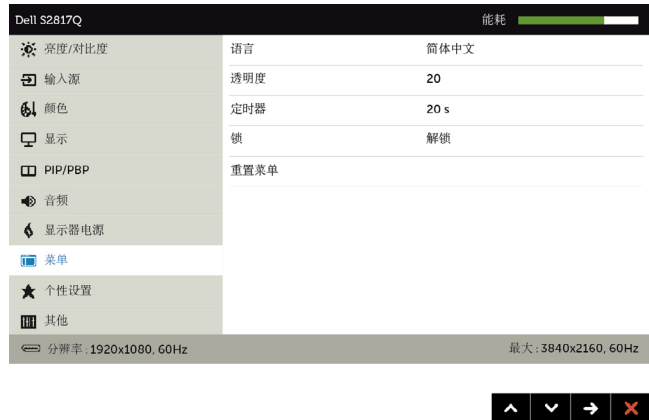 Dell S2817Q 能耗
亮度/对比度 语言 简体中文
输入源 透明度 20
颜色 定时器 20 s
显示 锁 解锁
PIP/PBP 重置菜单
音频
显示器电源
菜单
个性设置
其他
分辨率 : 1920x1080, 60Hz 最大 : 3840x2160, 60Hz